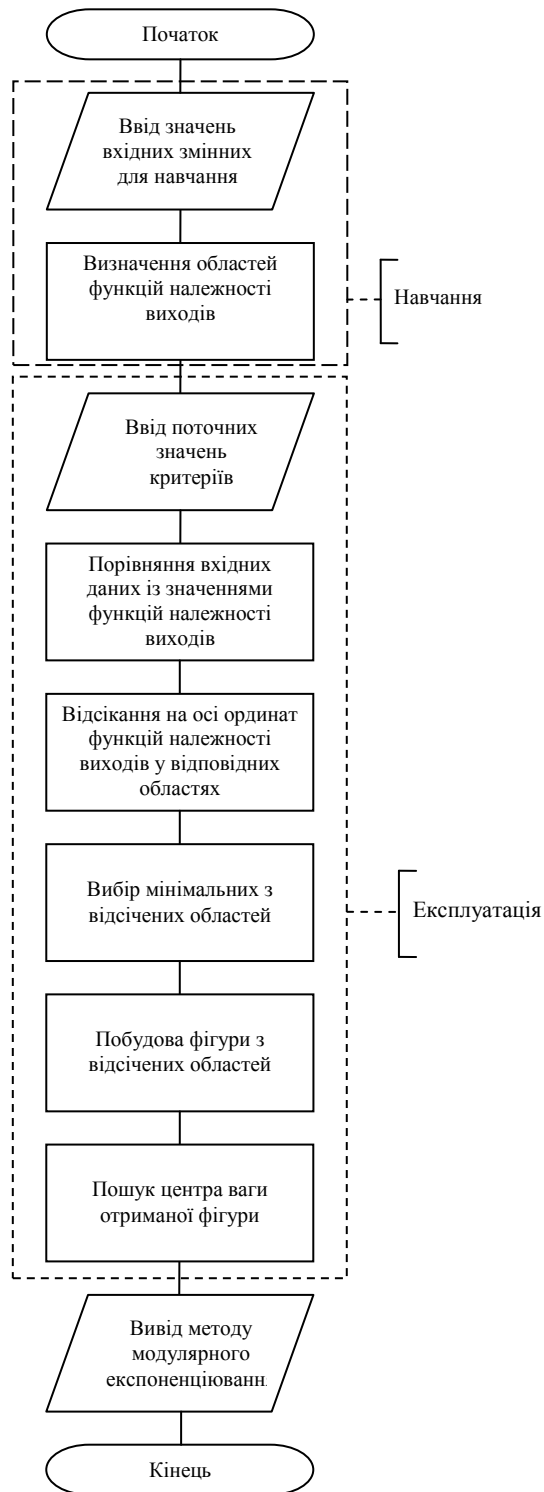 Початок
Ввід значень
вхідних змінних
для навчання
Визначення областей
функцій належності
виходів
Навчання
Ввід поточних
значень
критеріїв
Порівняння вхідних
даних із значеннями
функцій належності
виходів
Відсікання на осі ординат
функцій належності
виходів у відповідних
областях
Вибір мінімальних з
відсічених областей
Експлуатація
Побудова фігури з
відсічених областей
Пошук центра ваги
отриманої фігури
Вивід методу
модулярного
експоненціюванн
Кінець